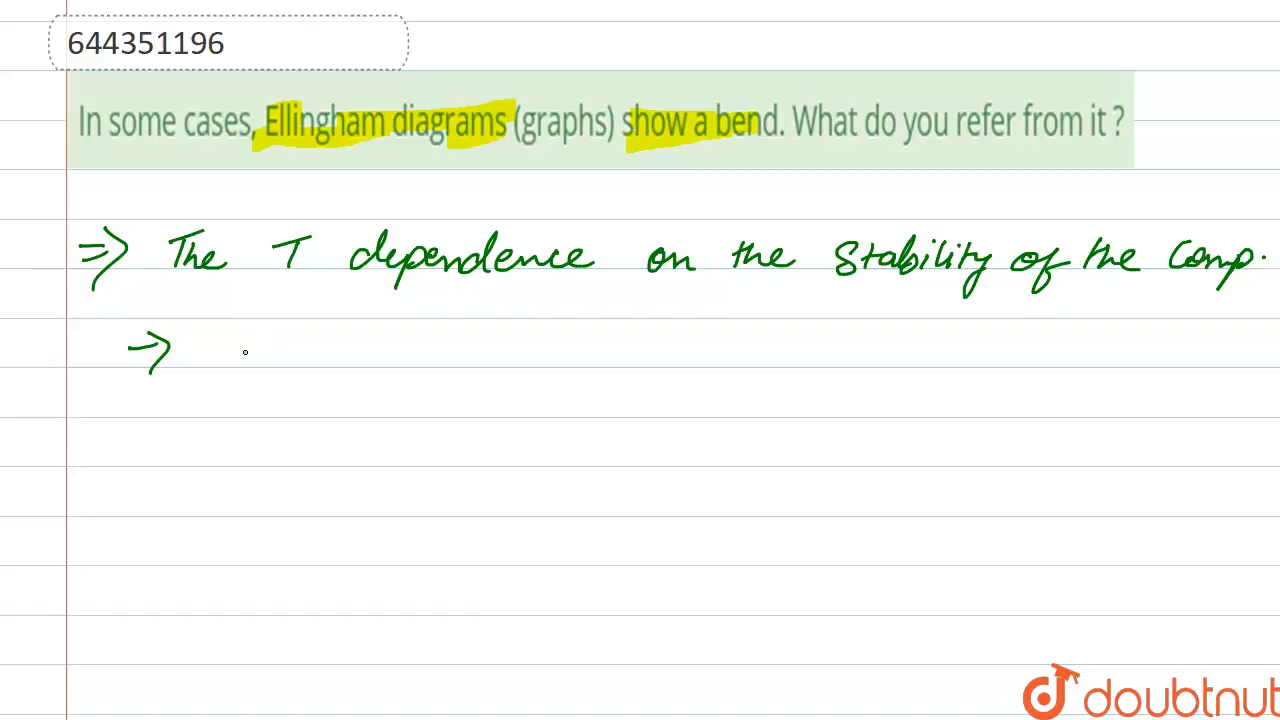 644351196
In some cases, Ellingham diagrams (graphs) show a bend. What do you refer from it ?
=> The T dependence on the Stability of the Comp.
->
doubtnut